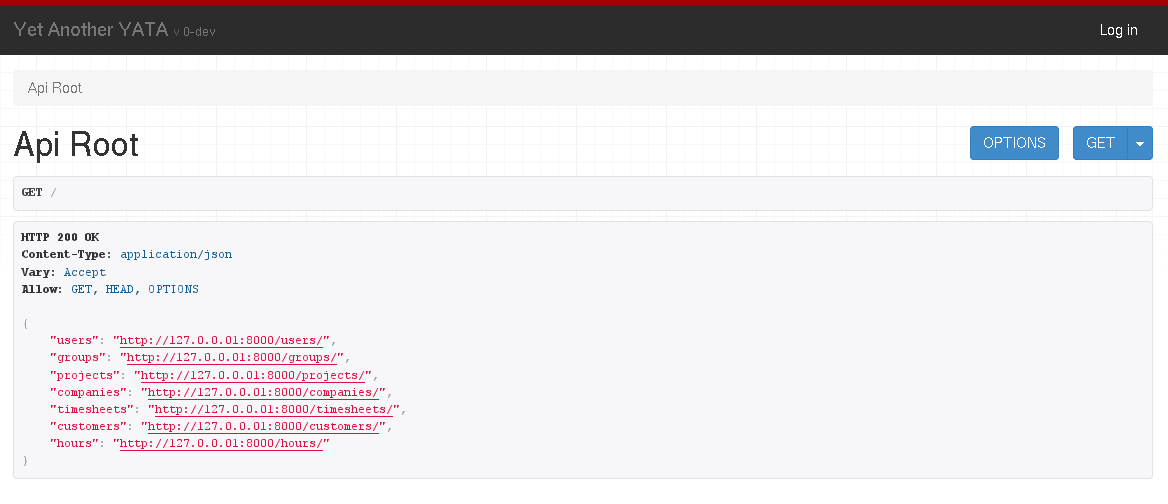 Yet Another YATA v 0-dev
Log in
Api Root
Api Root
OPTIONS
GET
GET /
HTTP 200 OK
Content-Type: application/json
Vary: Accept
Allow: GET, HEAD, OPTIONS
{
    "users": "http://127.0.0.01:8000/users/",
    "groups": "http://127.0.0.01:8000/groups/",
    "projects": "http://127.0.0.01:8000/projects/",
    "companies": "http://127.0.0.01:8000/companies/",
    "timesheets": "http://127.0.0.01:8000/timesheets/",
    "customers": "http://127.0.0.01:8000/customers/",
    "hours": "http://127.0.0.01:8000/hours/"
}